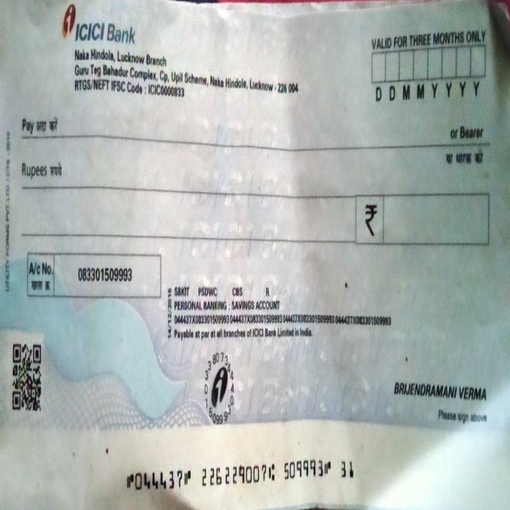 ICICI Bank
Naka Hindola, Lucknow Branch
Guru Teg Bahadur Complex, Cp, Upil Scheme, Naka Hindola, Lucknow - 226 004
RTGS/NEFT IFSC Code : ICIC0000833
VALID FOR THREE MONTHS ONLY
D D M M Y Y Y Y
Pay अदा करें
or Bearer
या धारक को
Rupees रुपये
₹
A/c No.
खाता क्र.
083301509993
SBKIT PSDWC CBS R
PERSONAL BANKING : SAVINGS ACCOUNT
044437X083301509993 044437X083301509993 044437X083301509993 044437X083301509993
Payable at par at all branches of ICICI Bank Limited in India.
14/12/2016
BRIJENDRAMANI VERMA
Please sign above
⑈044437⑈ 226229007⑆ 509993⑈ 31